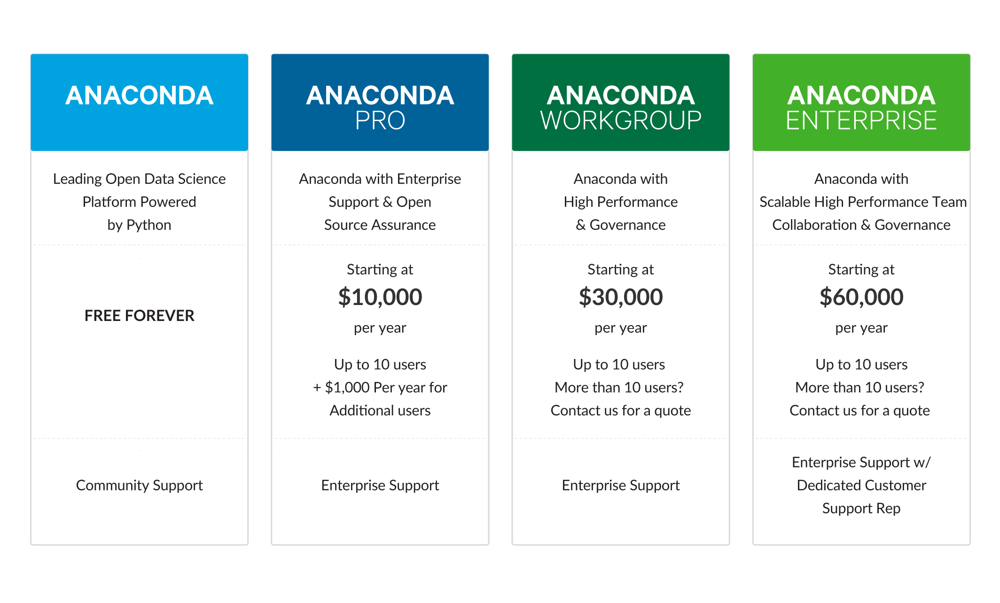 ANACONDA
Leading Open Data Science
Platform Powered
by Python
FREE FOREVER
Community Support
ANACONDA
PRO
Anaconda with Enterprise
Support & Open
Source Assurance
Starting at
$10,000
per year
Up to 10 users
+ $1,000 Per year for
Additional users
Enterprise Support
ANACONDA
WORKGROUP
Anaconda with
High Performance
& Governance
Starting at
$30,000
per year
Up to 10 users
More than 10 users?
Contact us for a quote
Enterprise Support
ANACONDA
ENTERPRISE
Anaconda with
Scalable High Performance Team
Collaboration & Governance
Starting at
$60,000
per year
Up to 10 users
More than 10 users?
Contact us for a quote
Enterprise Support w/
Dedicated Customer
Support Rep